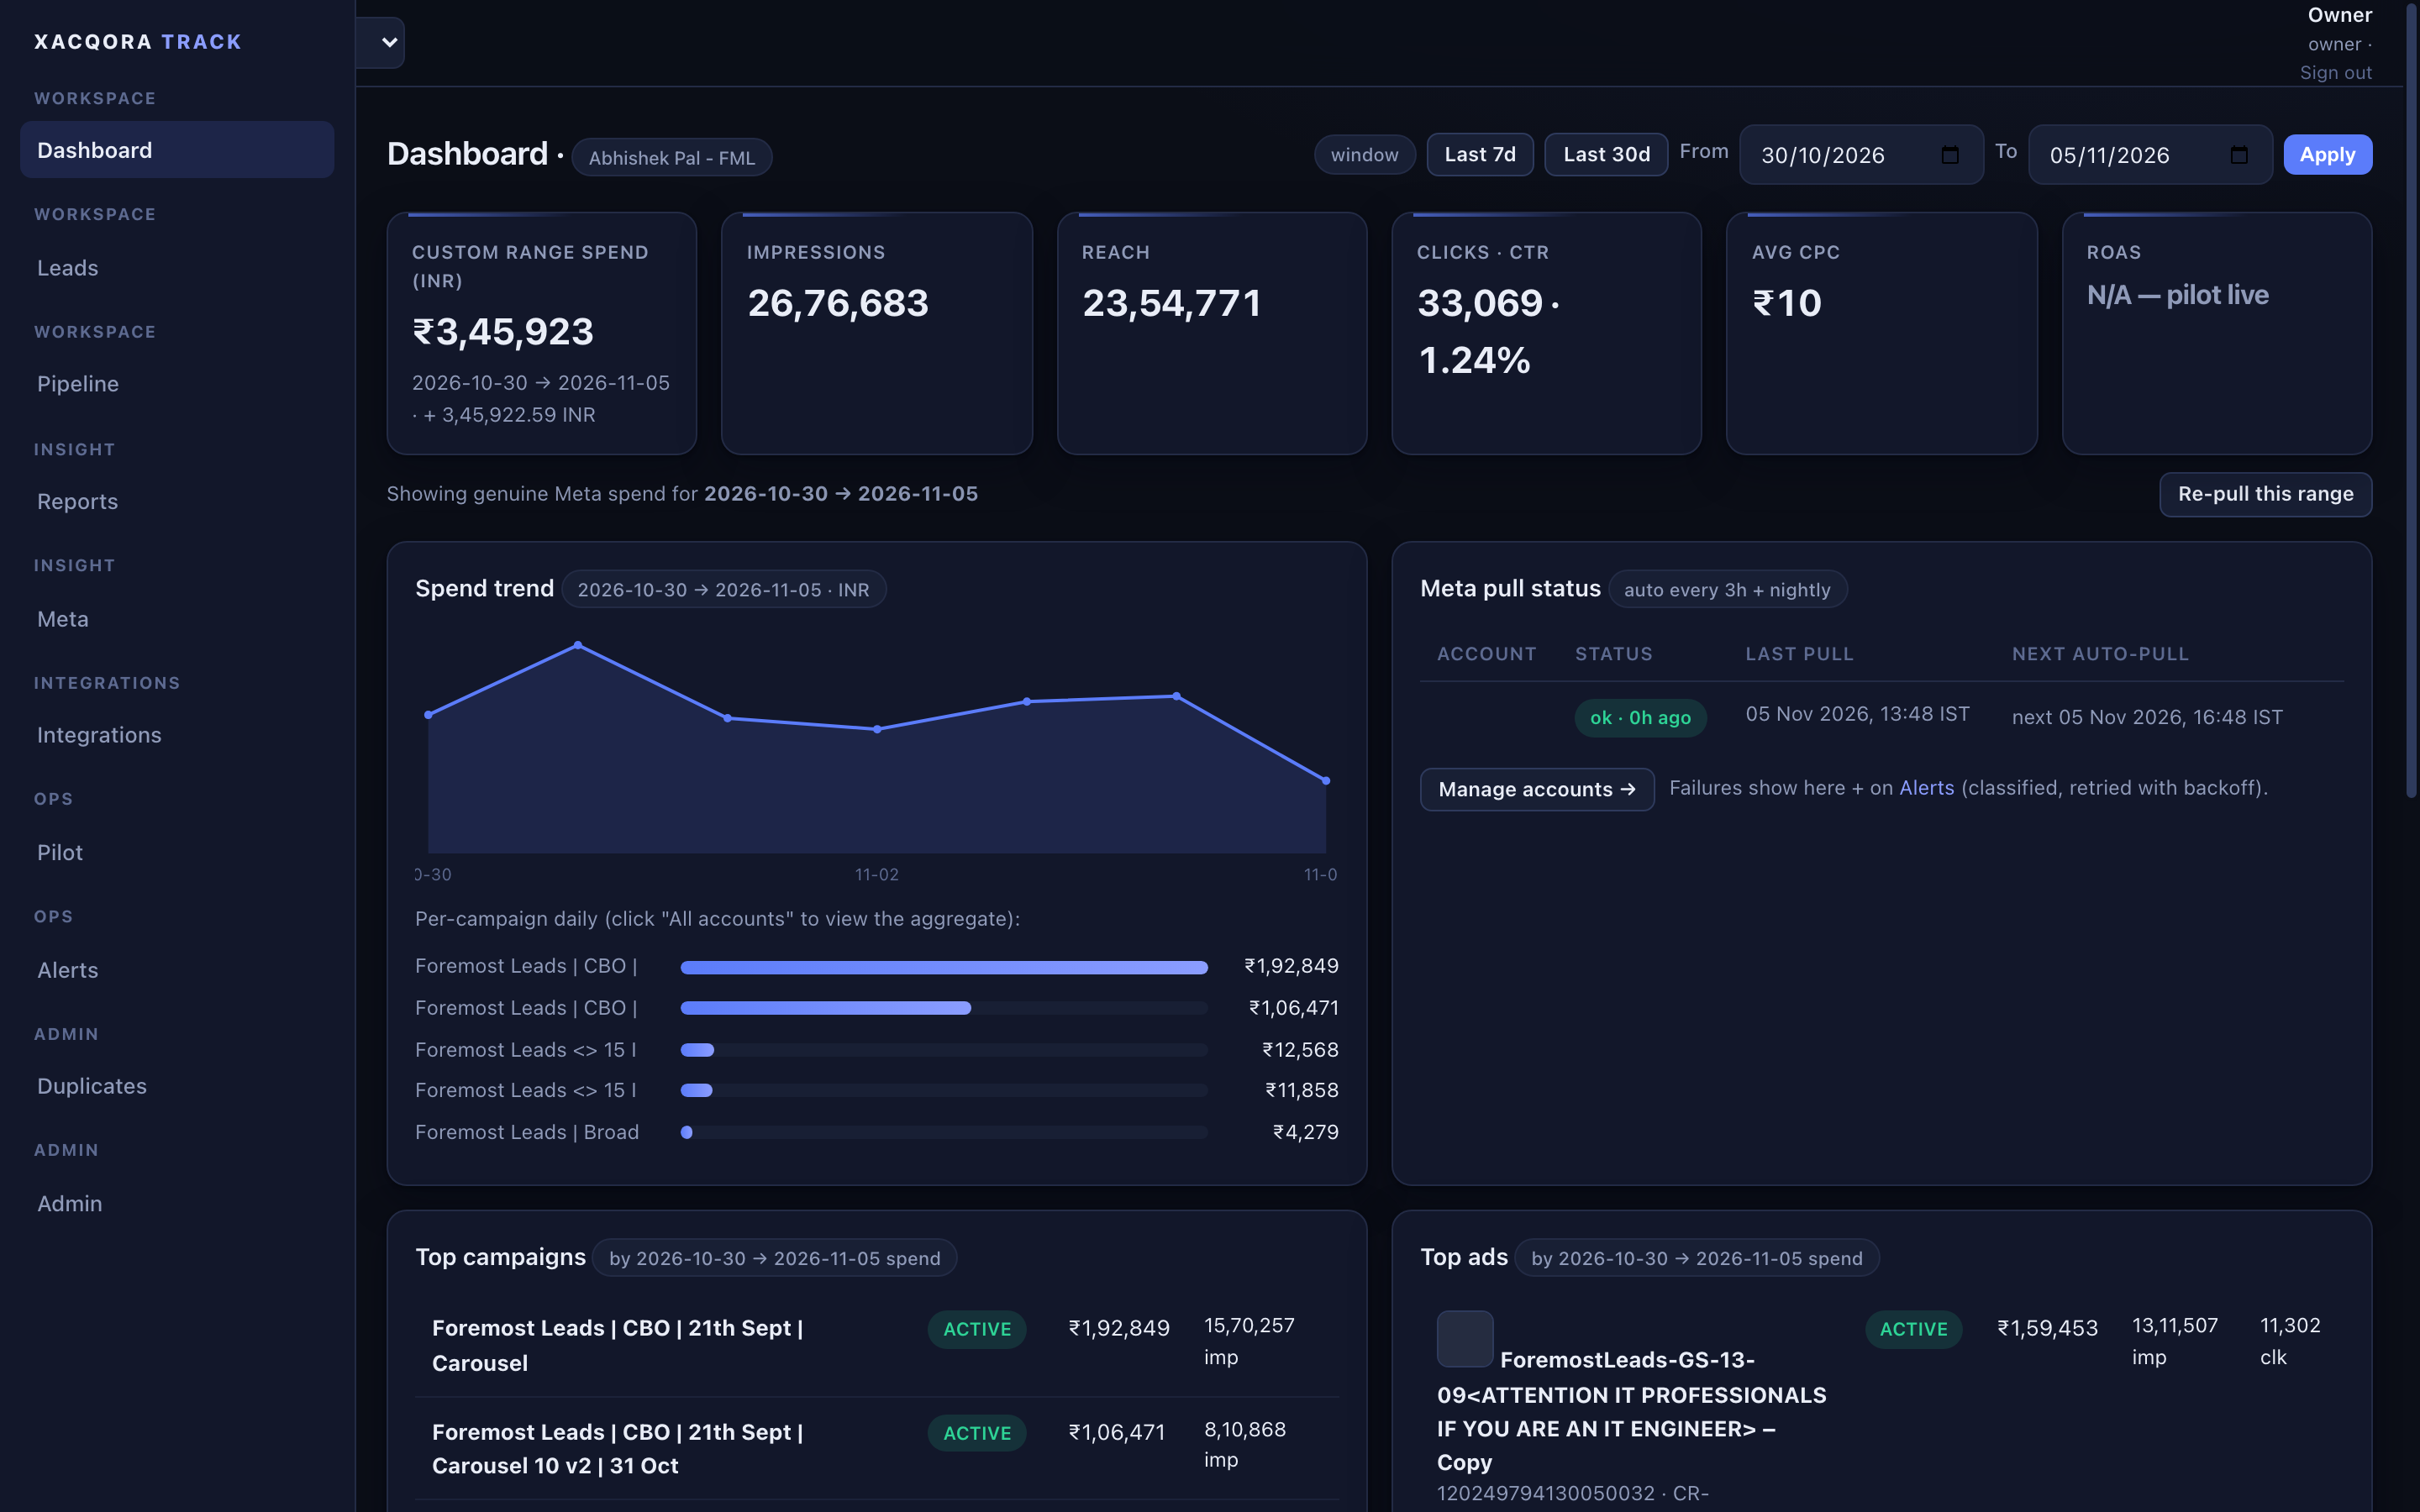 XACQORA TRACK
WORKSPACE
Dashboard
WORKSPACE
Leads
WORKSPACE
Pipeline
INSIGHT
Reports
INSIGHT
Meta
INTEGRATIONS
Integrations
OPS
Pilot
OPS
Alerts
ADMIN
Duplicates
ADMIN
Admin
Owner
owner ·
Sign out
Dashboard · Abhishek Pal - FML
window Last 7d Last 30d From 30/10/2026 To 05/11/2026 Apply
CUSTOM RANGE SPEND
(INR)
₹3,45,923
2026-10-30 → 2026-11-05
· + 3,45,922.59 INR
IMPRESSIONS
26,76,683
REACH
23,54,771
CLICKS · CTR
33,069 ·
1.24%
AVG CPC
₹10
ROAS
N/A — pilot live
Showing genuine Meta spend for 2026-10-30 → 2026-11-05
Re-pull this range
Spend trend 2026-10-30 → 2026-11-05 · INR
0-30 11-02 11-0
Per-campaign daily (click "All accounts" to view the aggregate):
Foremost Leads | CBO | ₹1,92,849
Foremost Leads | CBO | ₹1,06,471
Foremost Leads <> 15 l ₹12,568
Foremost Leads <> 15 l ₹11,858
Foremost Leads | Broad ₹4,279
Meta pull status auto every 3h + nightly
ACCOUNT STATUS LAST PULL NEXT AUTO-PULL
ok · 0h ago 05 Nov 2026, 13:48 IST next 05 Nov 2026, 16:48 IST
Manage accounts → Failures show here + on Alerts (classified, retried with backoff).
Top campaigns by 2026-10-30 → 2026-11-05 spend
Foremost Leads | CBO | 21th Sept |
Carousel
ACTIVE ₹1,92,849 15,70,257
imp
Foremost Leads | CBO | 21th Sept |
Carousel 10 v2 | 31 Oct
ACTIVE ₹1,06,471 8,10,868
imp
Top ads by 2026-10-30 → 2026-11-05 spend
ForemostLeads-GS-13-
09<ATTENTION IT PROFESSIONALS
IF YOU ARE AN IT ENGINEER> –
Copy
120249794130050032 · CR-
ACTIVE ₹1,59,453 13,11,507
imp
11,302
clk